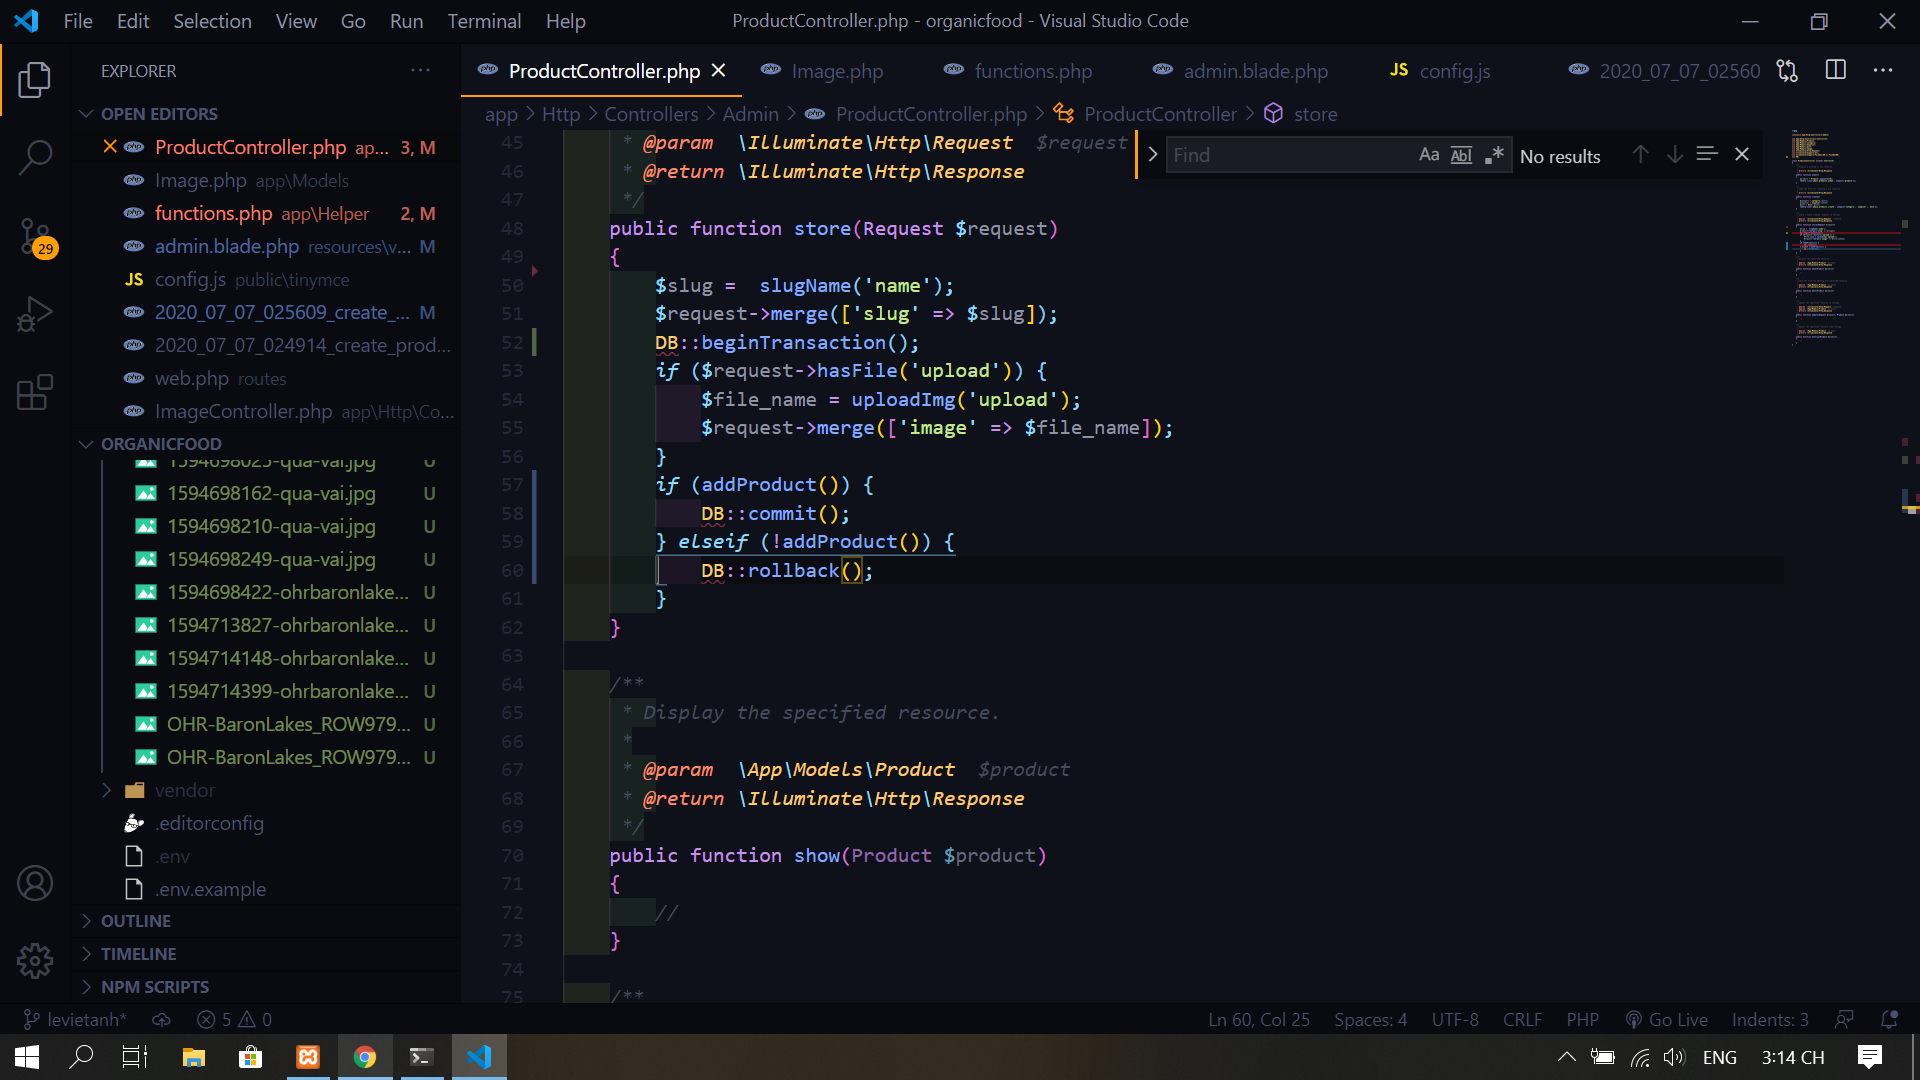 File Edit Selection View Go Run Terminal Help
ProductController.php - organicfood - Visual Studio Code
EXPLORER
OPEN EDITORS
ProductController.php ap... 3, M
Image.php app\Models
functions.php app\Helper 2, M
admin.blade.php resources\v... M
JS config.js public\tinymce
2020_07_07_025609_create_... M
2020_07_07_024914_create_prod...
web.php routes
ImageController.php app\Http\Co...
29
ORGANICFOOD
1594698025-qua-vai.jpg U
1594698162-qua-vai.jpg U
1594698210-qua-vai.jpg U
1594698249-qua-vai.jpg U
1594698422-ohrbaronlake... U
1594713827-ohrbaronlake... U
1594714148-ohrbaronlake... U
1594714399-ohrbaronlake... U
OHR-BaronLakes_ROW979... U
OHR-BaronLakes_ROW979... U
vendor
.editorconfig
.env
.env.example
OUTLINE
TIMELINE
NPM SCRIPTS
ProductController.php Image.php functions.php admin.blade.php JS config.js 2020_07_07_02560
app > Http > Controllers > Admin > ProductController.php > ProductController > store
Find Aa Abl .* No results
45 * @param \Illuminate\Http\Request $request
46 * @return \Illuminate\Http\Response
47 */
48 public function store(Request $request)
49 {
50 $slug = slugName('name');
51 $request->merge(['slug' => $slug]);
52 DB::beginTransaction();
53 if ($request->hasFile('upload')) {
54 $file_name = uploadImg('upload');
55 $request->merge(['image' => $file_name]);
56 }
57 if (addProduct()) {
58 DB::commit();
59 } elseif (!addProduct()) {
60 DB::rollback();
61 }
62 }
63
64 /**
65 * Display the specified resource.
66 *
67 * @param \App\Models\Product $product
68 * @return \Illuminate\Http\Response
69 */
70 public function show(Product $product)
71 {
72 //
73 }
74
75 /**
levietanh* 5 0 Ln 60, Col 25 Spaces: 4 UTF-8 CRLF PHP Go Live Indents: 3
ENG 3:14 CH